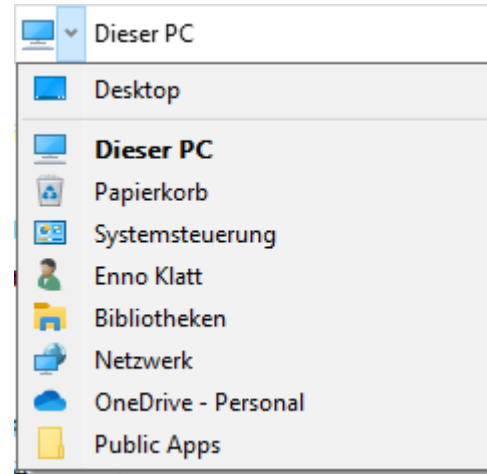 Dieser PC
Desktop
Dieser PC
Papierkorb
Systemsteuerung
Enno Klatt
Bibliotheken
Netzwerk
OneDrive - Personal
Public Apps